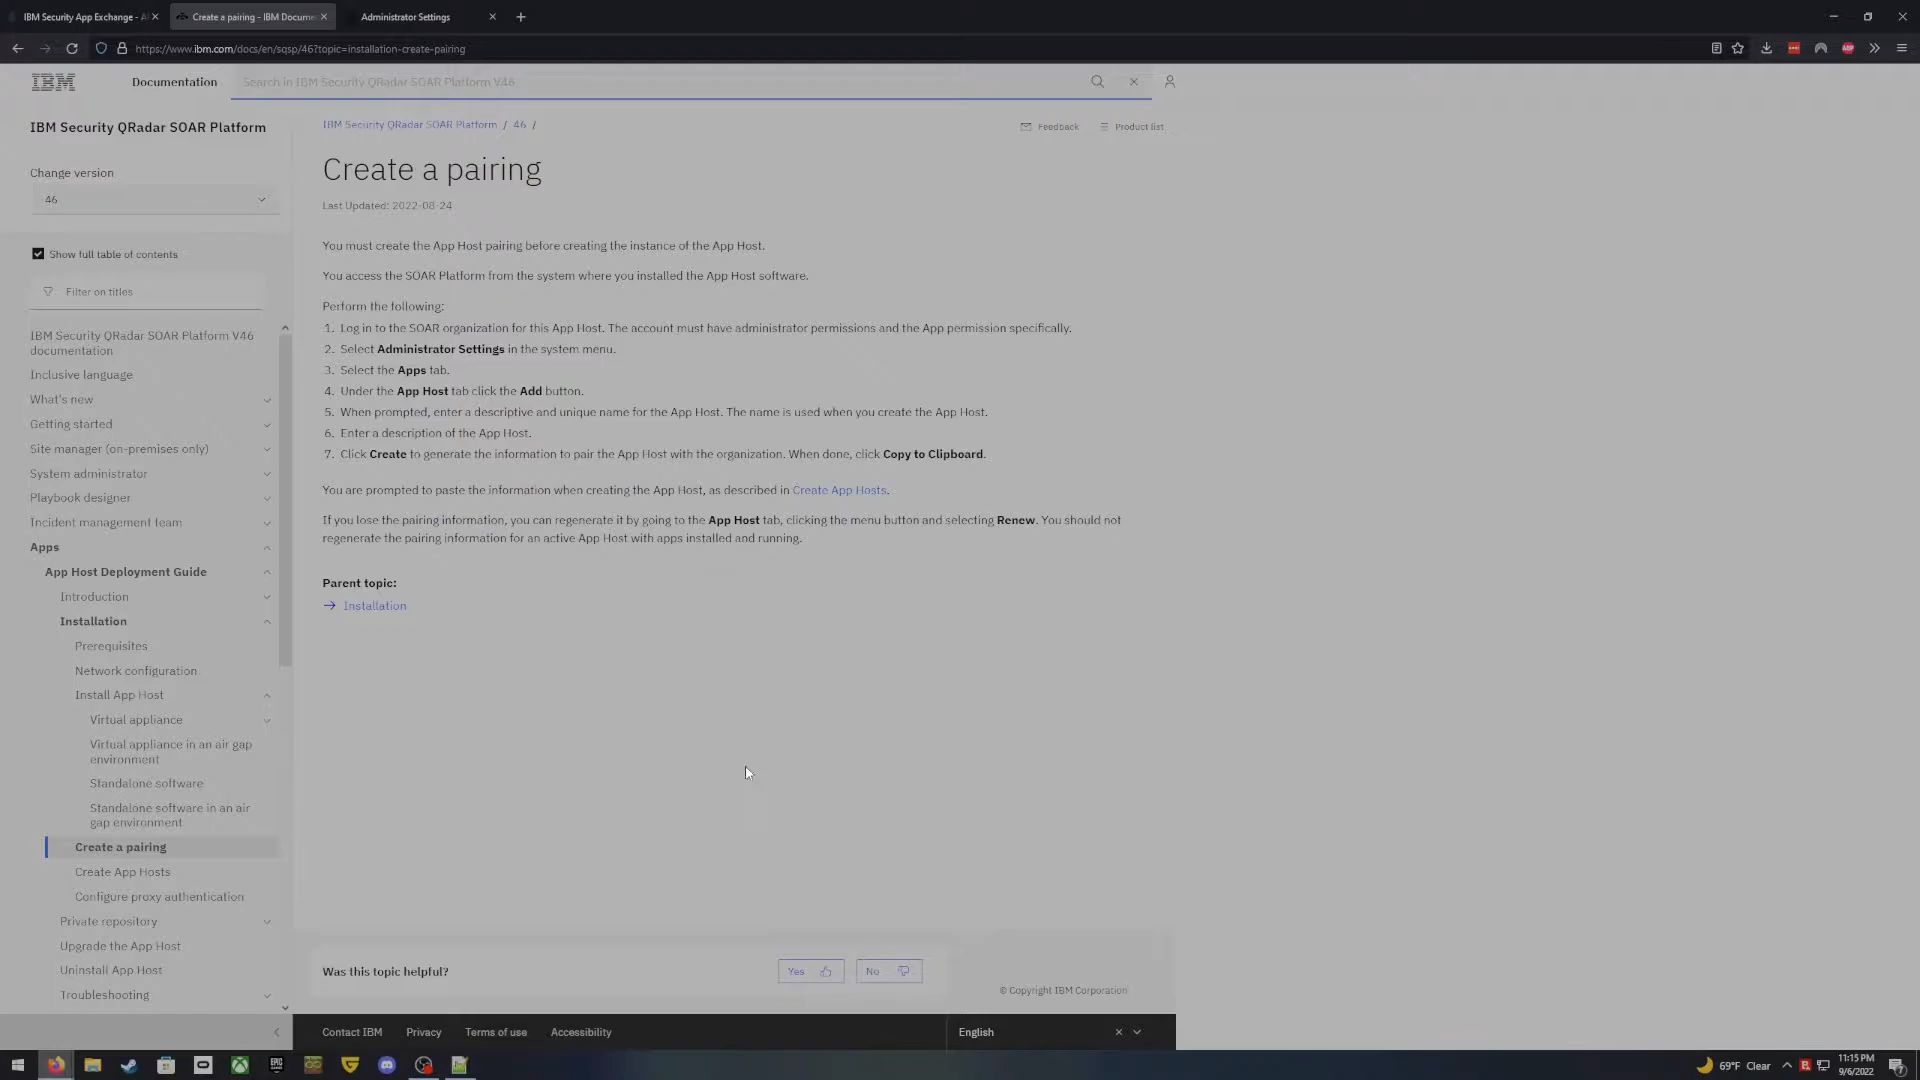 IBM Security App Exchange - A
Create a pairing - IBM Docume
Administrator Settings
https://www.ibm.com/docs/en/sqsp/46?topic=installation-create-pairing
IBM
Documentation
Search in IBM Security QRadar SOAR Platform V46
IBM Security QRadar SOAR Platform
Change version
46
Show full table of contents
Filter on titles
IBM Security QRadar SOAR Platform V46
documentation
Inclusive language
What's new
Getting started
Site manager (on-premises only)
System administrator
Playbook designer
Incident management team
Apps
App Host Deployment Guide
Introduction
Installation
Prerequisites
Network configuration
Install App Host
Virtual appliance
Virtual appliance in an air gap
environment
Standalone software
Standalone software in an air
gap environment
Create a pairing
Create App Hosts
Configure proxy authentication
Private repository
Upgrade the App Host
Uninstall App Host
Troubleshooting
IBM Security QRadar SOAR Platform / 46 /
Feedback
Product list
Create a pairing
Last Updated: 2022-08-24
You must create the App Host pairing before creating the instance of the App Host.
You access the SOAR Platform from the system where you installed the App Host software.
Perform the following:
1. Log in to the SOAR organization for this App Host. The account must have administrator permissions and the App permission specifically.
2. Select Administrator Settings in the system menu.
3. Select the Apps tab.
4. Under the App Host tab click the Add button.
5. When prompted, enter a descriptive and unique name for the App Host. The name is used when you create the App Host.
6. Enter a description of the App Host.
7. Click Create to generate the information to pair the App Host with the organization. When done, click Copy to Clipboard.
You are prompted to paste the information when creating the App Host, as described in Create App Hosts.
If you lose the pairing information, you can regenerate it by going to the App Host tab, clicking the menu button and selecting Renew. You should not
regenerate the pairing information for an active App Host with apps installed and running.
Parent topic:
Installation
Was this topic helpful?
Yes
No
© Copyright IBM Corporation
Contact IBM
Privacy
Terms of use
Accessibility
English
69°F Clear
11:15 PM
9/6/2022